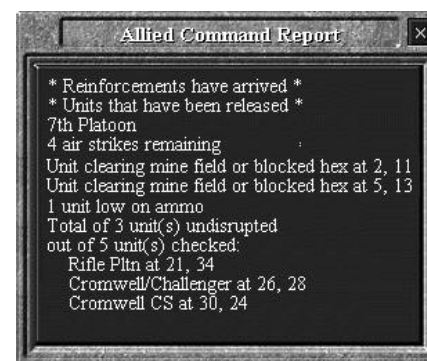 Allied Command Report
* Reinforcements have arrived *
* Units that have been released *
7th Platoon
4 air strikes remaining
Unit clearing mine field or blocked hex at 2, 11
Unit clearing mine field or blocked hex at 5, 13
1 unit low on ammo
Total of 3 unit(s) undisrupted
out of 5 unit(s) checked:
Rifle Pltn at 21, 34
Cromwell/Challenger at 26, 28
Cromwell CS at 30, 24